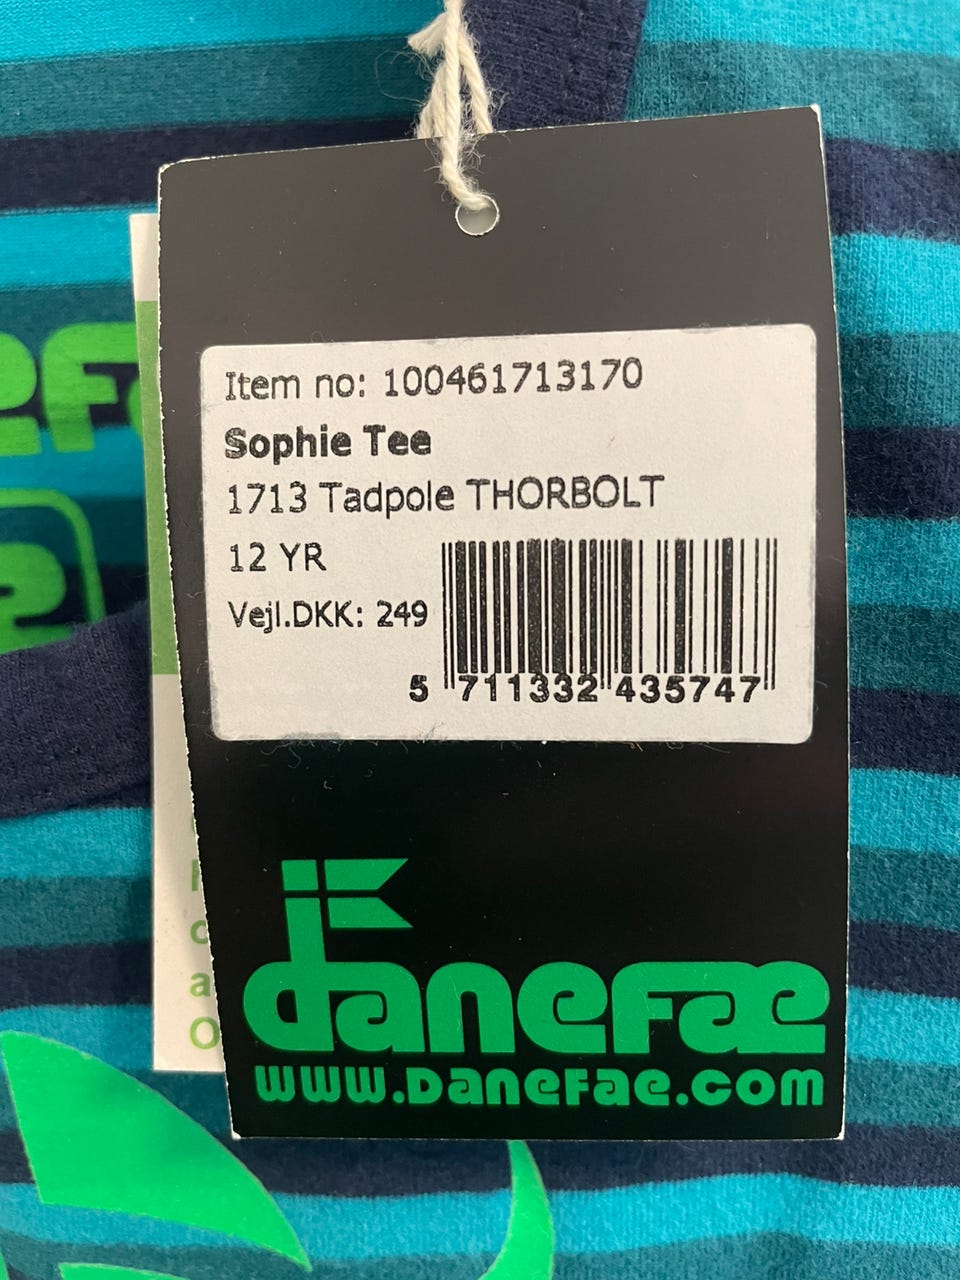 Item no: 100461713170
Sophie Tee
1713 Tadpole THORBOLT
12 YR
Vejl.DKK: 249
5 711332 435747
danefæ
www.danefae.com